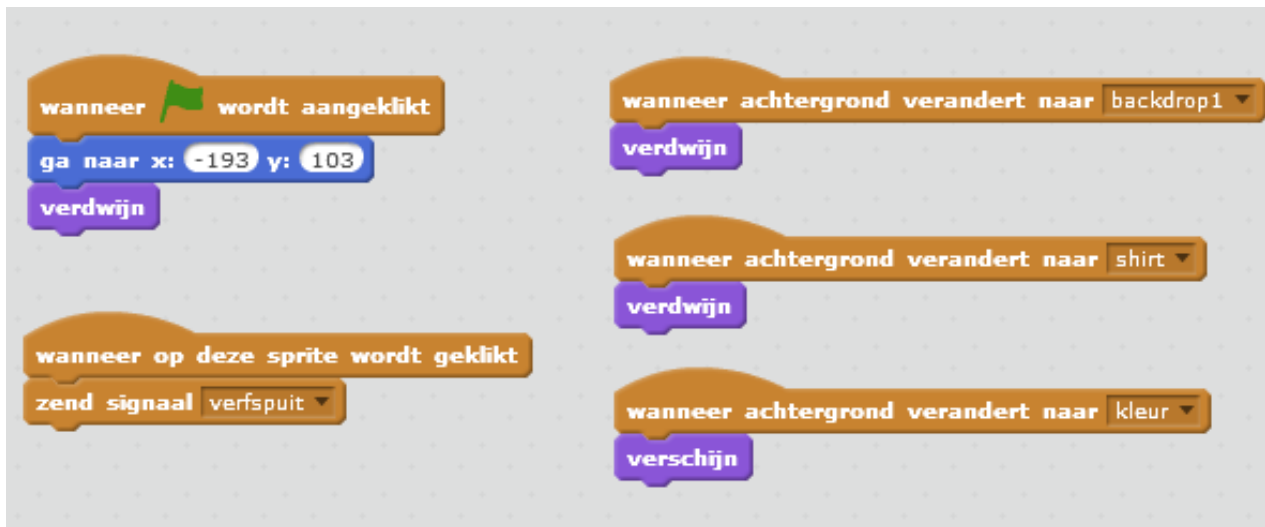 wanneer wordt aangeklikt
ga naar x: -193 y: 103
verdwijn
wanneer op deze sprite wordt geklikt
zend signaal verfspuit
wanneer achtergrond verandert naar backdrop1
verdwijn
wanneer achtergrond verandert naar shirt
verdwijn
wanneer achtergrond verandert naar kleur
verschijn